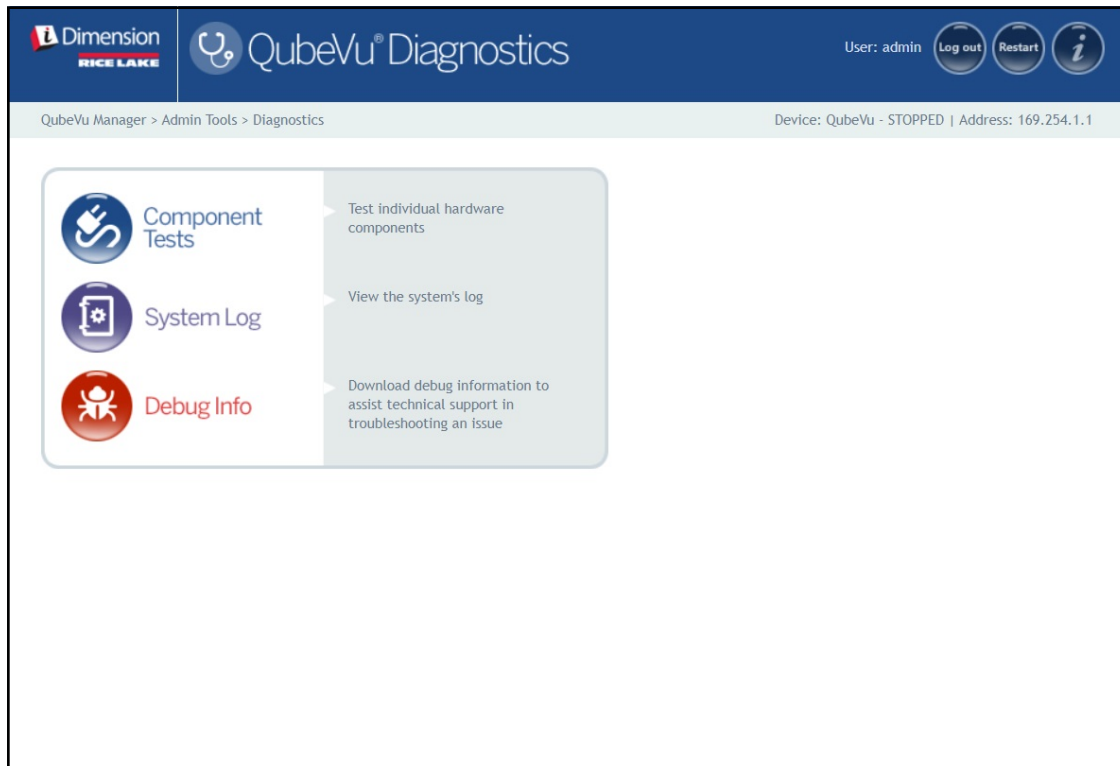 i Dimension
RICE LAKE
QubeVu® Diagnostics
User: admin
Log out
Restart
i
QubeVu Manager > Admin Tools > Diagnostics
Device: QubeVu - STOPPED | Address: 169.254.1.1
Component
Tests
Test individual hardware
components
System Log
View the system's log
Debug Info
Download debug information to
assist technical support in
troubleshooting an issue